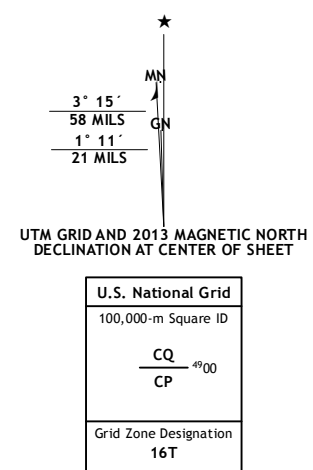 MN
3° 15´
58 MILS
GN
1° 11´
21 MILS
UTM GRID AND 2013 MAGNETIC NORTH
DECLINATION AT CENTER OF SHEET
U.S. National Grid
100,000-m Square ID
CQ
4900
CP
Grid Zone Designation
16T